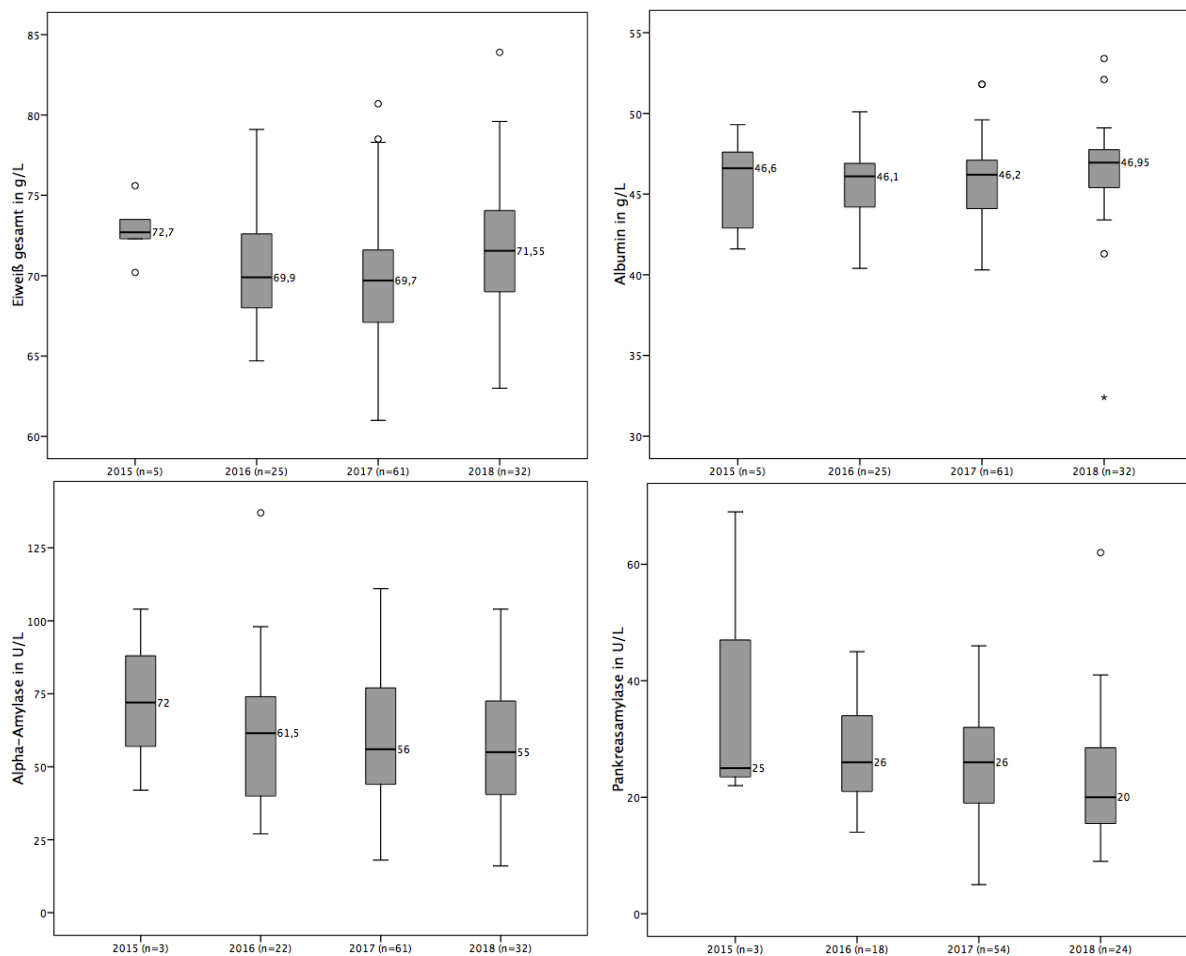 Eiweiß gesamt in g/L
85
80
75
70
65
60
72,7
69,9
69,7
71,55
2015 (n=5)
2016 (n=25)
2017 (n=61)
2018 (n=32)
Albumin in g/L
55
50
45
40
35
30
46,6
46,1
46,2
46,95
*
2015 (n=5)
2016 (n=25)
2017 (n=61)
2018 (n=32)
Alpha-Amylase in U/L
125
100
75
50
25
0
72
61,5
56
55
2015 (n=3)
2016 (n=22)
2017 (n=61)
2018 (n=32)
Pankreasamylase in U/L
60
40
20
0
25
26
26
20
2015 (n=3)
2016 (n=18)
2017 (n=54)
2018 (n=24)